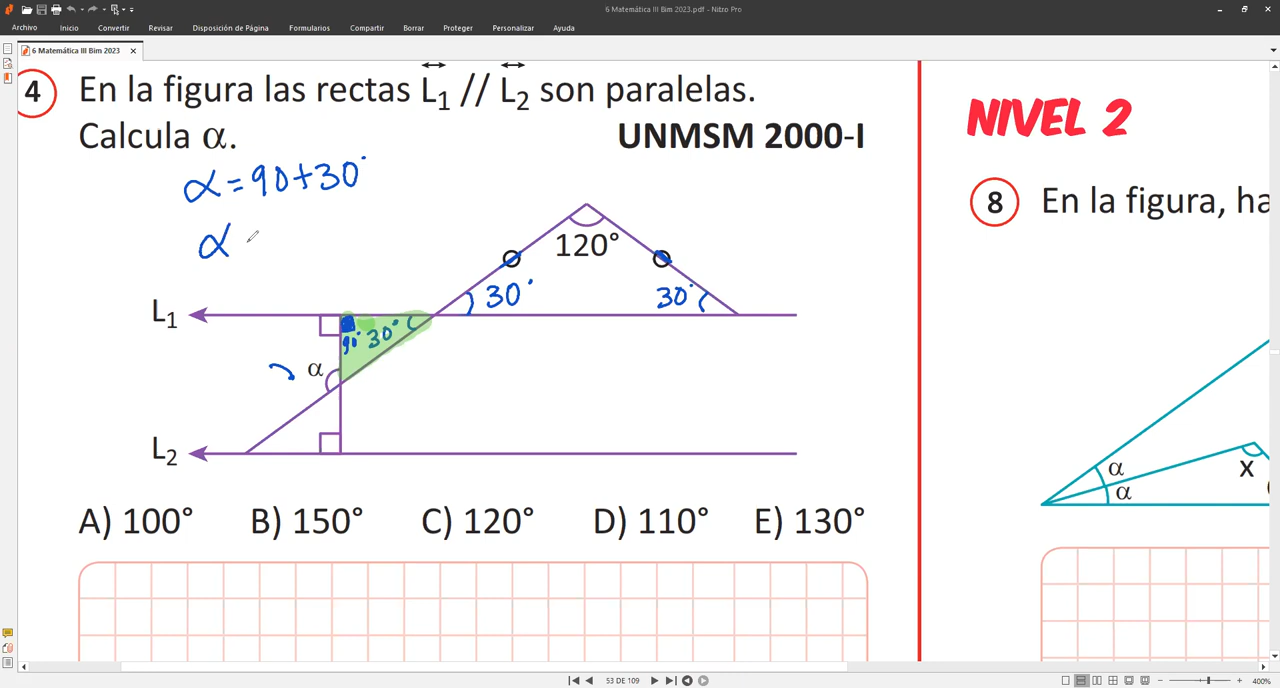 6 Matemática III Bim 2023.pdf - Nitro Pro
Archivo Inicio Convertir Revisar Disposición de Página Formularios Compartir Borrar Proteger Personalizar Ayuda
6 Matemática III Bim 2023
4 En la figura las rectas L1 // L2 son paralelas.
Calcula α.
UNMSM 2000-I
α = 90 + 30°
α
120°
30°
30°
L1
90° 30°
α
L2
A) 100° B) 150° C) 120° D) 110° E) 130°
NIVEL 2
8 En la figura, ha
α
α
X
53 DE 109
400%